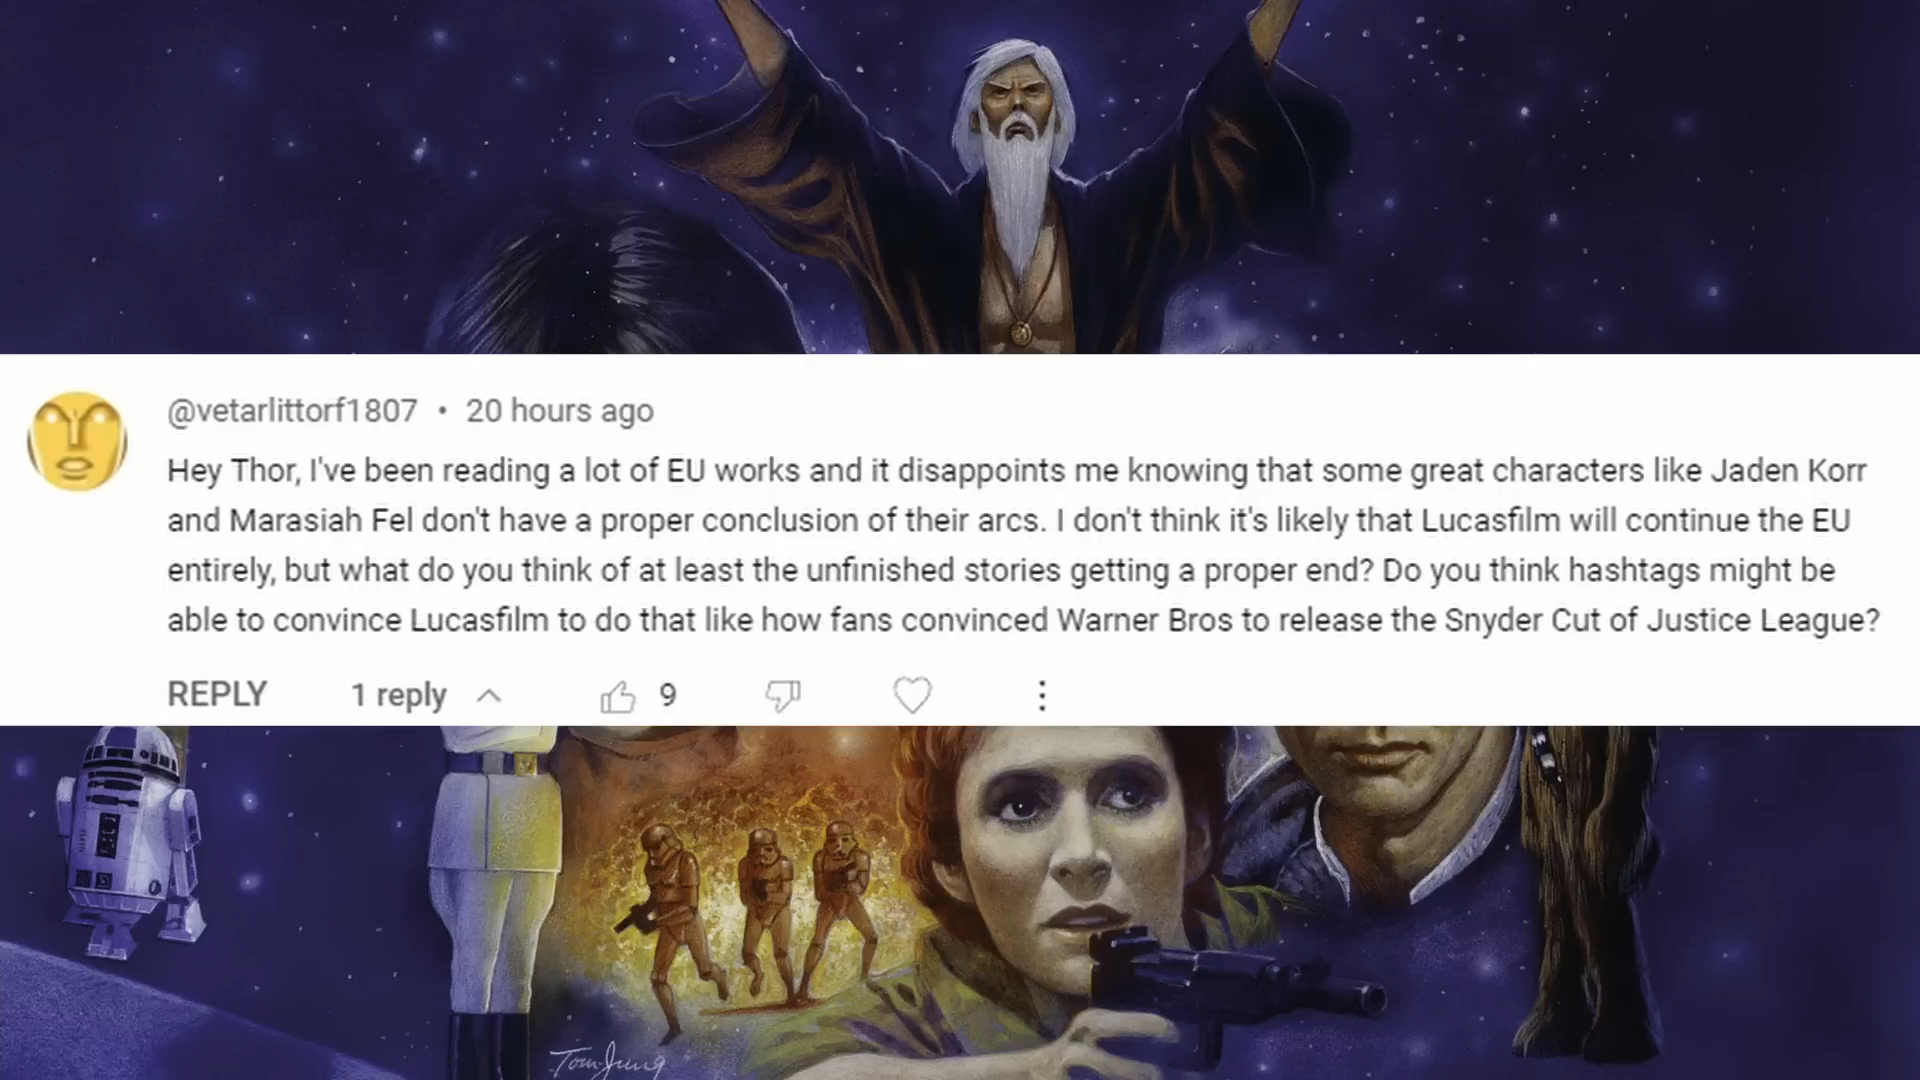 @vetarlittorf1807 • 20 hours ago
Hey Thor, I've been reading a lot of EU works and it disappoints me knowing that some great characters like Jaden Korr
and Marasiah Fel don't have a proper conclusion of their arcs. I don't think it's likely that Lucasfilm will continue the EU
entirely, but what do you think of at least the unfinished stories getting a proper end? Do you think hashtags might be
able to convince Lucasfilm to do that like how fans convinced Warner Bros to release the Snyder Cut of Justice League?
REPLY 1 reply 9
Tom Jung